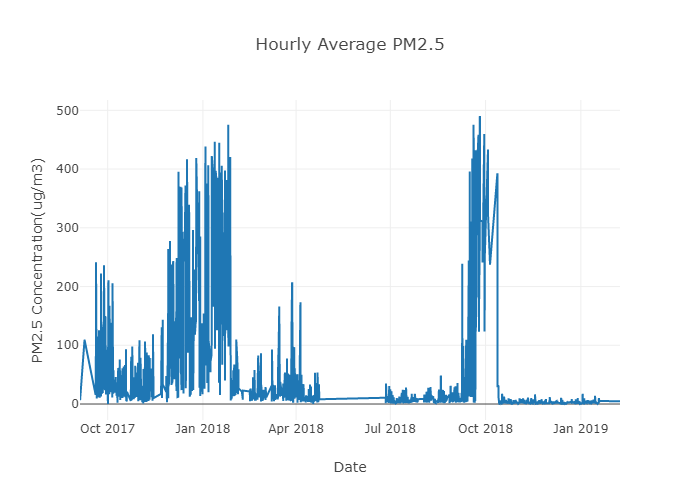 Hourly Average PM2.5
PM2.5 Concentration(ug/m3)
500
400
300
200
100
0
Oct 2017
Jan 2018
Apr 2018
Jul 2018
Oct 2018
Jan 2019
Date